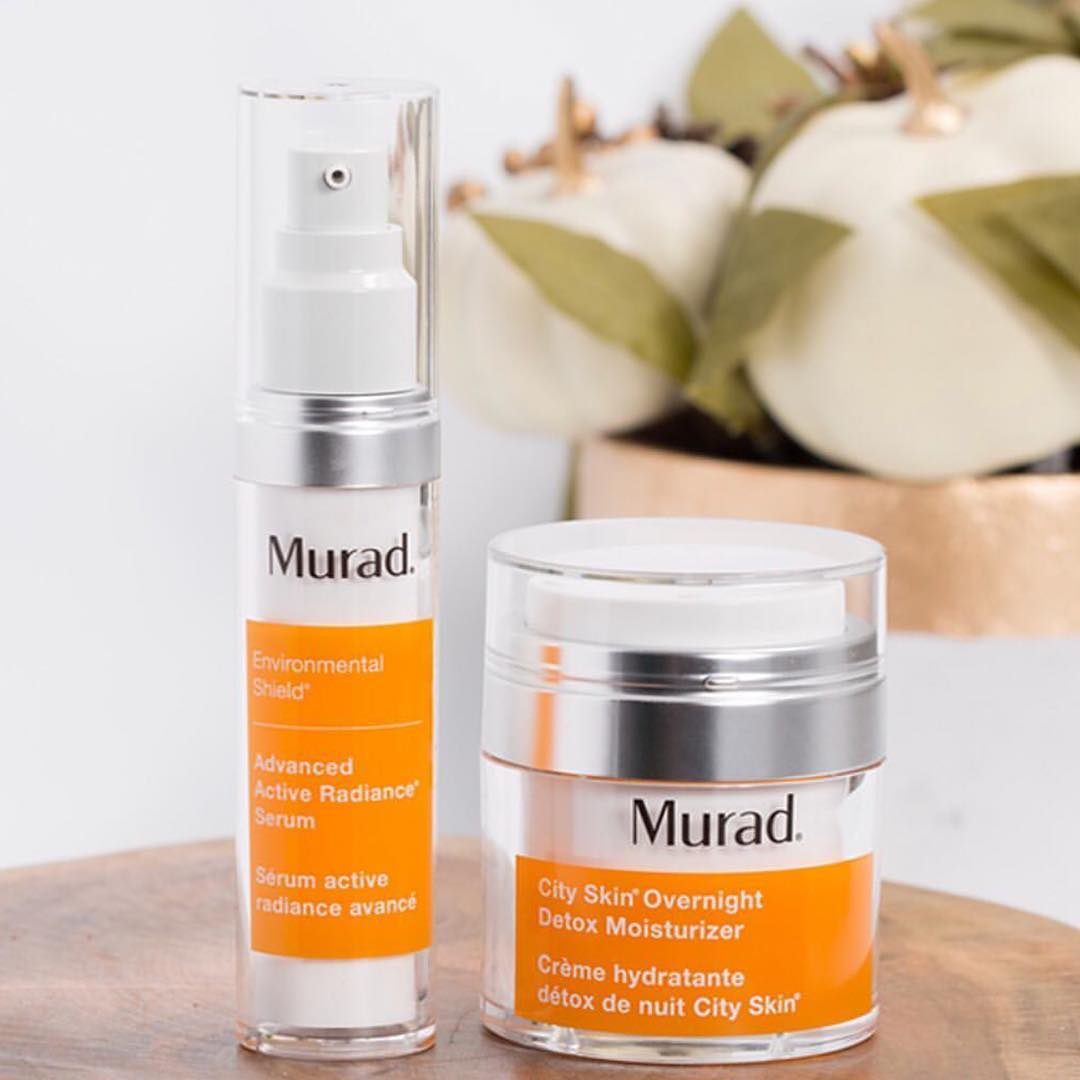 Murad.
Environmental
Shield®
Advanced
Active Radiance®
Serum
Sérum active
radiance avancé
Murad.
City Skin® Overnight
Detox Moisturizer
Crème hydratante
détox de nuit City Skin®